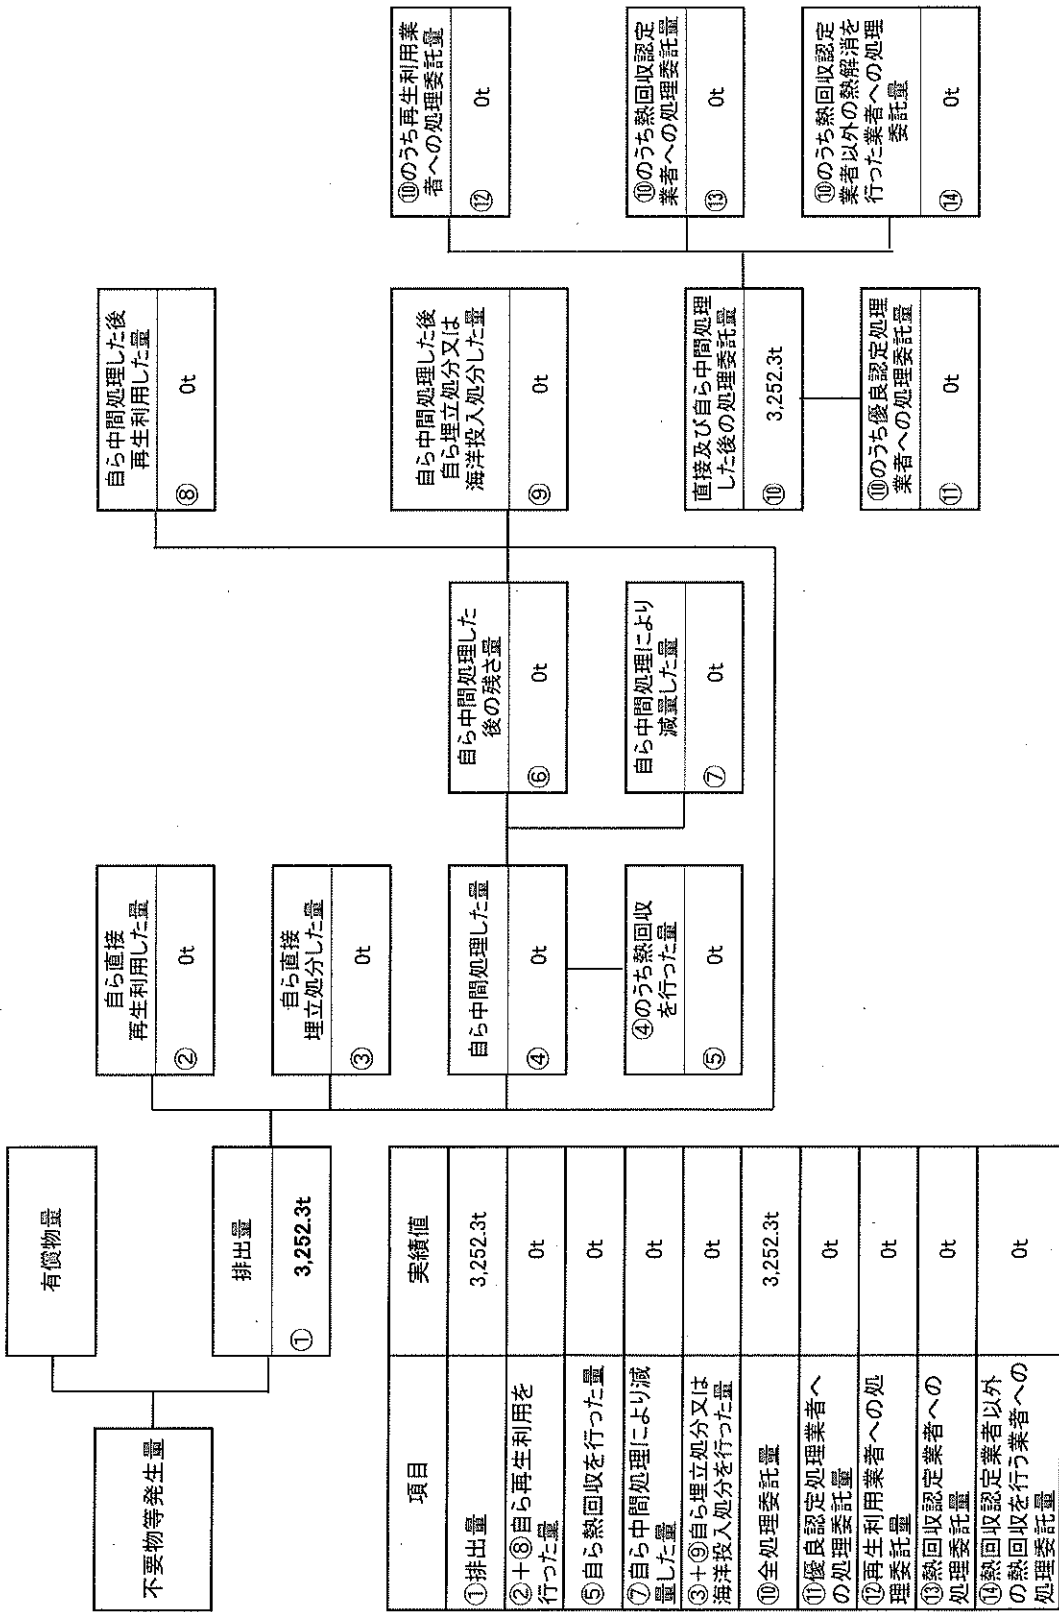 不要物等発生量
有償物量
排出量
① 3,252.3t
自ら直接
再生利用した量
② 0t
自ら直接
埋立処分した量
③ 0t
自ら中間処理した量
④ 0t
④のうち熱回収
を行った量
⑤ 0t
自ら中間処理した
後の残さ量
⑥ 0t
自ら中間処理により
減量した量
⑦ 0t
自ら中間処理した後
再生利用した量
⑧ 0t
自ら中間処理した後
自ら埋立処分又は
海洋投入処分した量
⑨ 0t
直接及び自ら中間処理
した後の処理委託量
⑩ 3,252.3t
⑩のうち優良認定処理
業者への処理委託量
⑪ 0t
⑩のうち再生利用業
者への処理委託量
⑫ 0t
⑩のうち熱回収認定
業者への処理委託量
⑬ 0t
⑩のうち熱回収認定
業者以外の熱解消を
行った業者への処理
委託量
⑭ 0t
項目 実績値
①排出量 3,252.3t
②+⑧自ら再生利用を
行った量 0t
⑤自ら熱回収を行った量 0t
⑦自ら中間処理により減
量した量 0t
③+⑨自ら埋立処分又は
海洋投入処分を行った量 0t
⑩全処理委託量 3,252.3t
⑪優良認定処理業者へ
の処理委託量 0t
⑫再生利用業者への処
理委託量 0t
⑬熱回収認定業者への
処理委託量 0t
⑭熱回収認定業者以外
の熱回収を行う業者への
処理委託量 0t